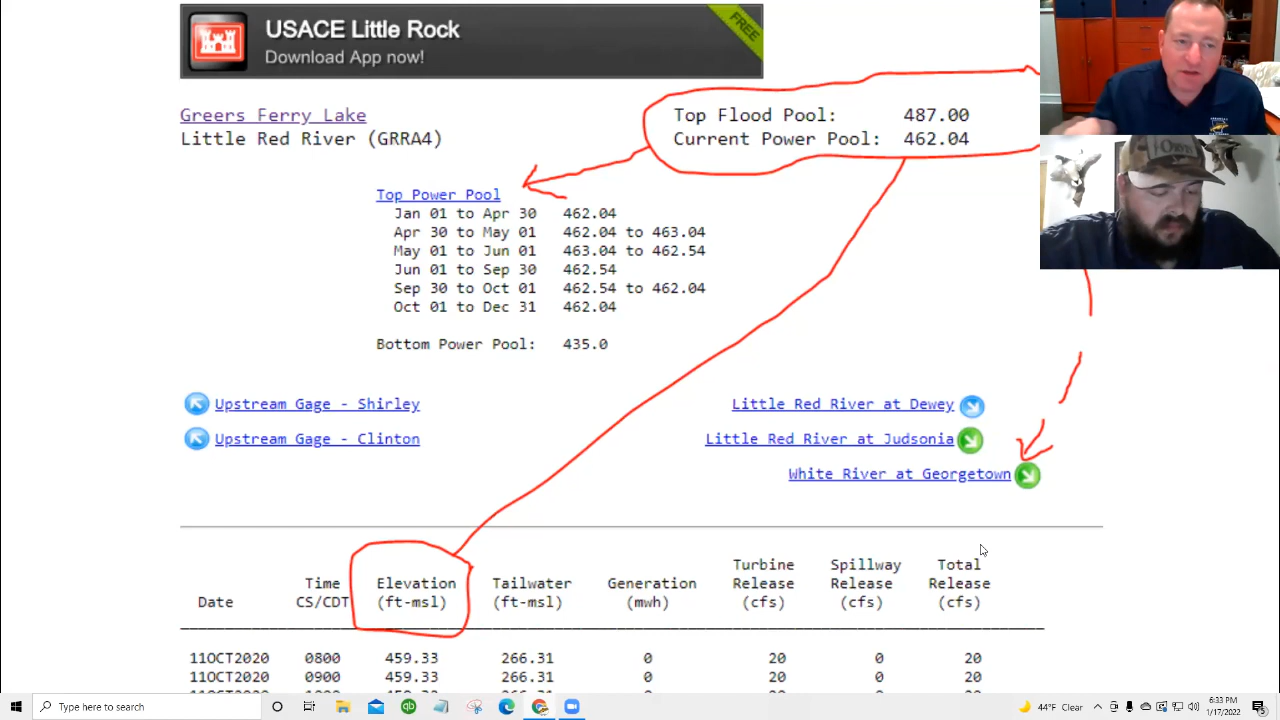 USACE Little Rock
Download App now!
FREE
Greers Ferry Lake
Little Red River (GRRA4)
Top Flood Pool: 487.00
Current Power Pool: 462.04
Top Power Pool
Jan 01 to Apr 30 462.04
Apr 30 to May 01 462.04 to 463.04
May 01 to Jun 01 463.04 to 462.54
Jun 01 to Sep 30 462.54
Sep 30 to Oct 01 462.54 to 462.04
Oct 01 to Dec 31 462.04
Bottom Power Pool: 435.0
Upstream Gage - Shirley
Upstream Gage - Clinton
Little Red River at Dewey
Little Red River at Judsonia
White River at Georgetown
Date
Time
CS/CDT
Elevation
(ft-msl)
Tailwater
(ft-msl)
Generation
(mwh)
Turbine
Release
(cfs)
Spillway
Release
(cfs)
Total
Release
(cfs)
11OCT2020 0800 459.33 266.31 0 20 0 20
11OCT2020 0900 459.33 266.31 0 20 0 20
Type here to search
44°F Clear
6:33 PM
1/17/2022